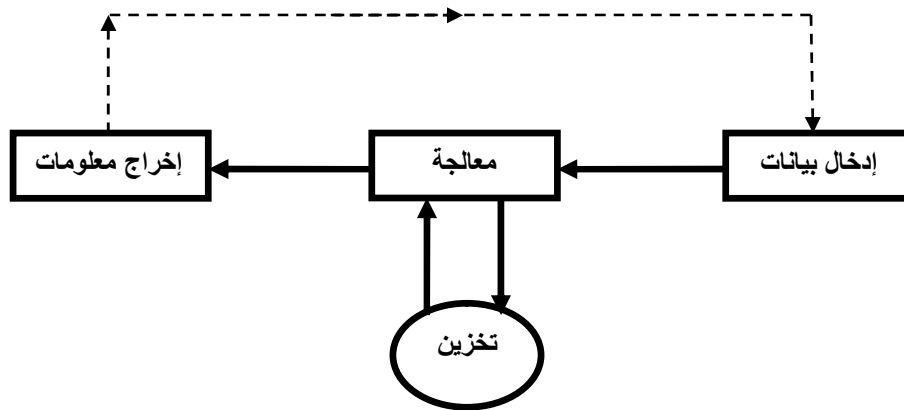 إدخال بيانات
معالجة
إخراج معلومات
تخزين